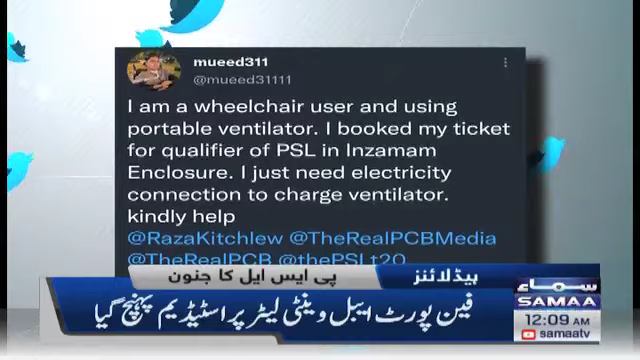 mueed311
@mueed31111
I am a wheelchair user and using
portable ventilator. I booked my ticket
for qualifier of PSL in Inzamam
Enclosure. I just need electricity
connection to charge ventilator.
kindly help
@RazaKitchlew @TheRealPCBMedia
@TheRealPCB @thePSLt20
ہیڈلائنز
پی ایس ایل کا جنون
فین پورٹ ایبل وینٹی لیٹر پر اسٹیڈیم پہنچ گیا
سماء
SAMAA
12:09 AM
samaatv